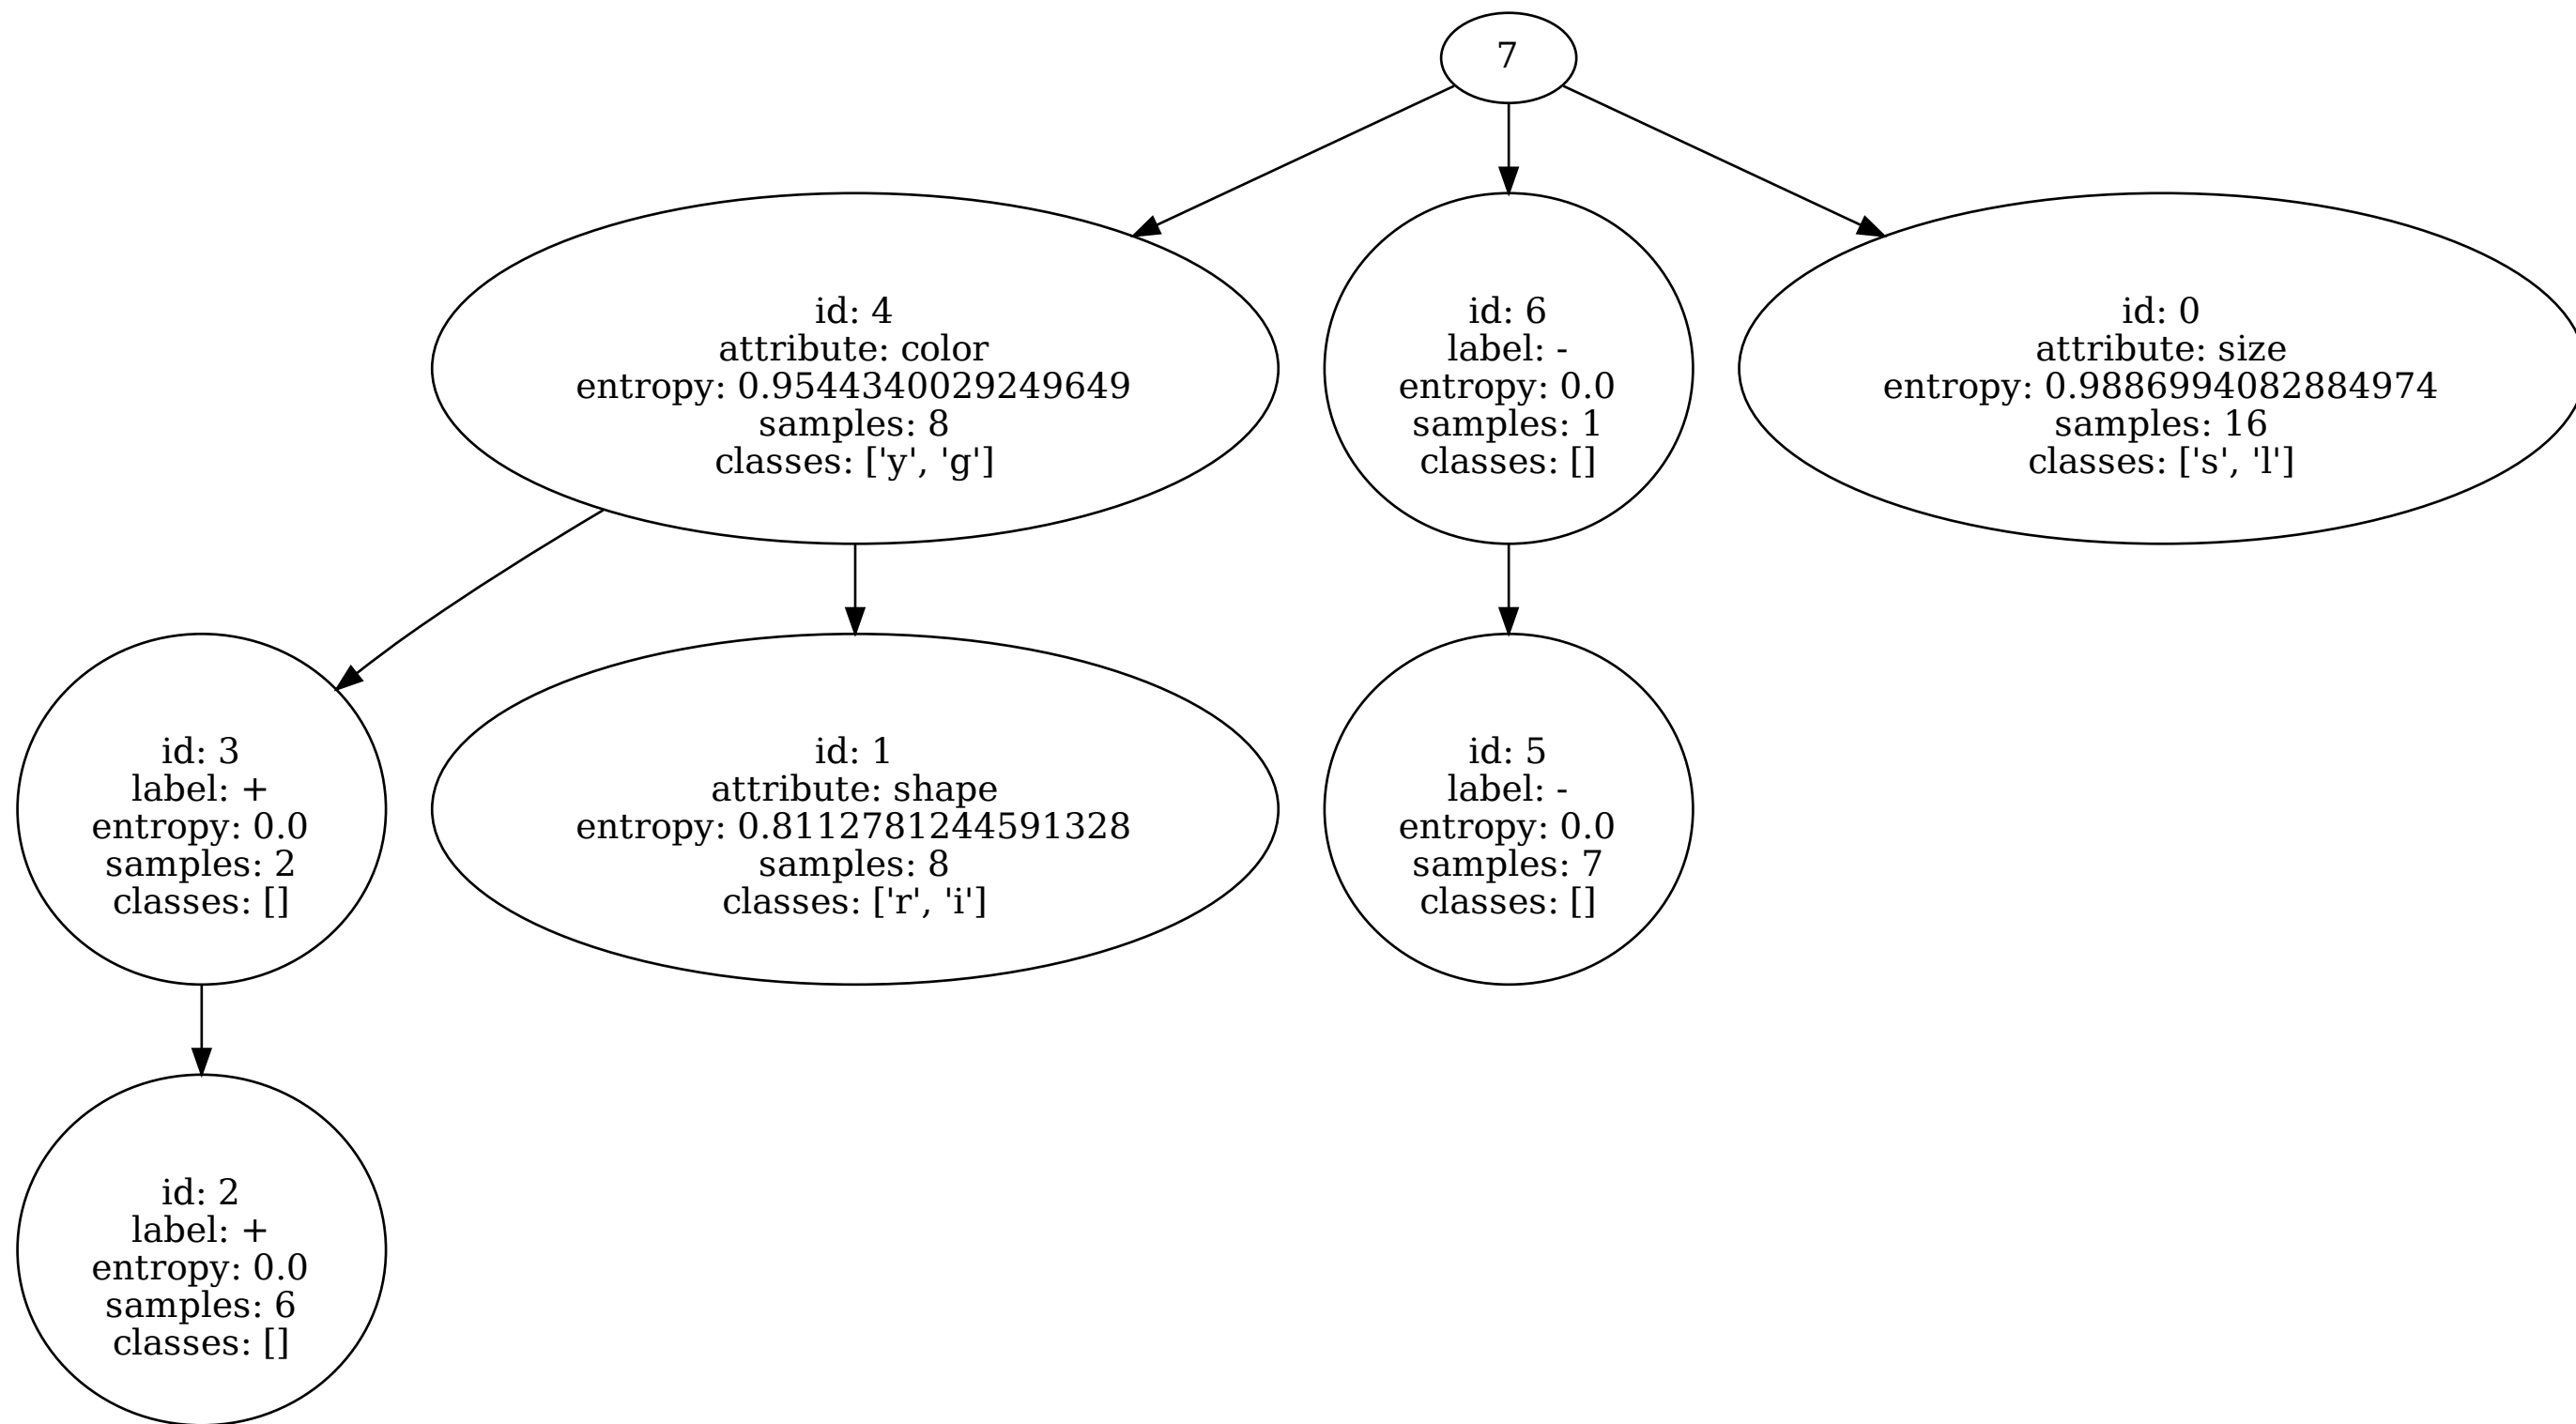 7
id: 4
attribute: color
entropy: 0.9544340029249649
samples: 8
classes: ['y', 'g']
id: 6
label: -
entropy: 0.0
samples: 1
classes: []
id: 0
attribute: size
entropy: 0.9886994082884974
samples: 16
classes: ['s', 'l']
id: 3
label: +
entropy: 0.0
samples: 2
classes: []
id: 1
attribute: shape
entropy: 0.8112781244591328
samples: 8
classes: ['r', 'i']
id: 5
label: -
entropy: 0.0
samples: 7
classes: []
id: 2
label: +
entropy: 0.0
samples: 6
classes: []